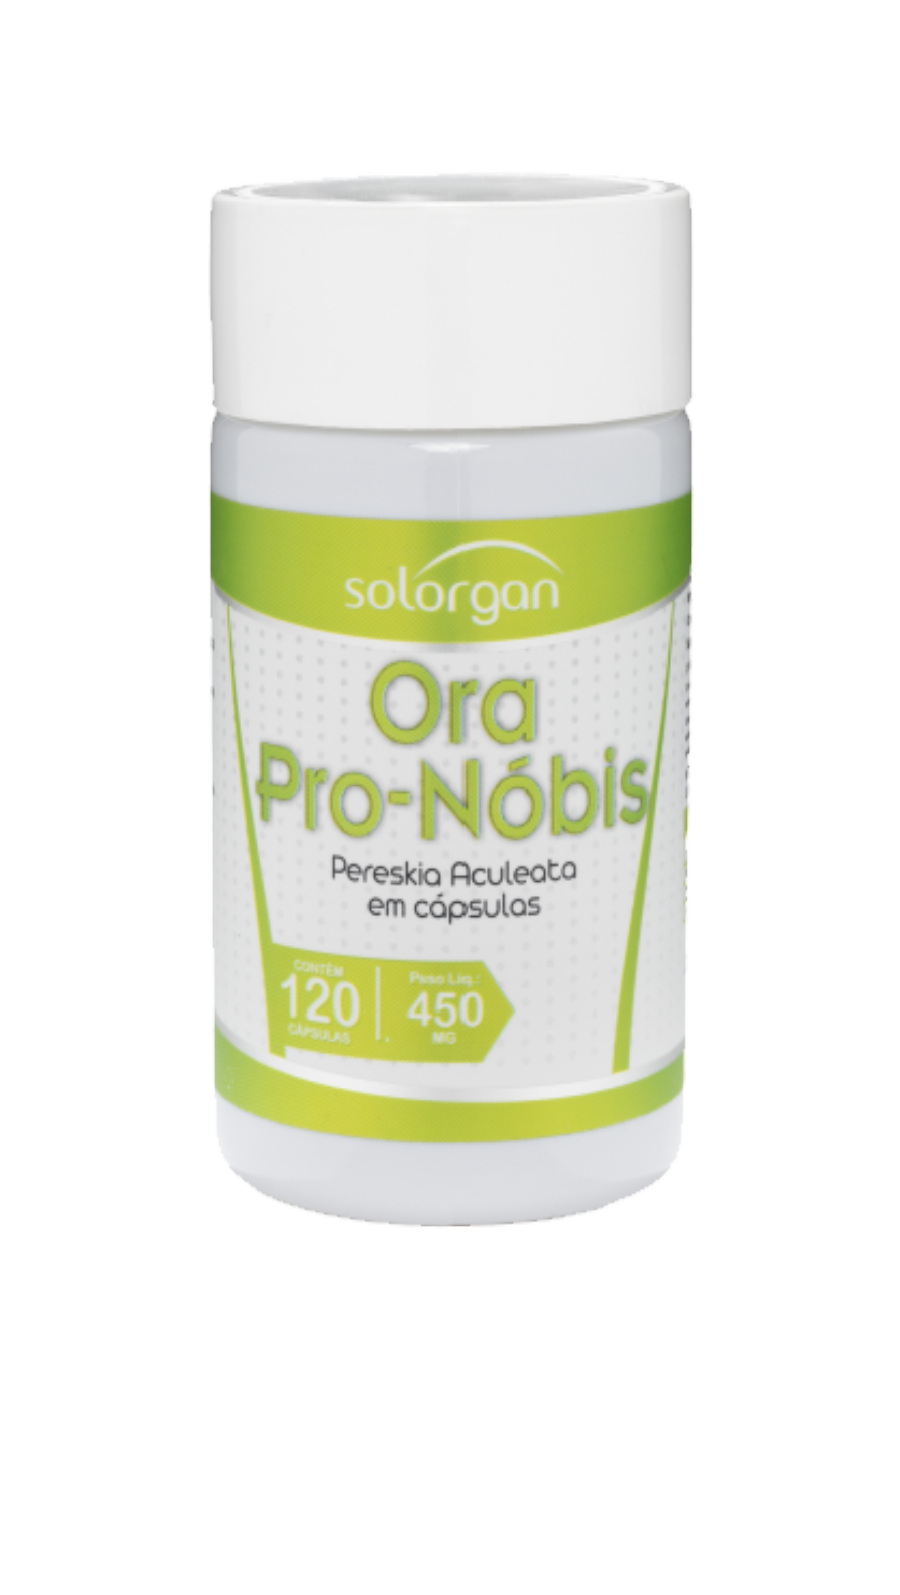 solorgan
Ora
Pro-Nóbis
Pereskia Aculeata
em cápsulas
CONTÉM
120
CÁPSULAS
Peso Líq.:
450
MG